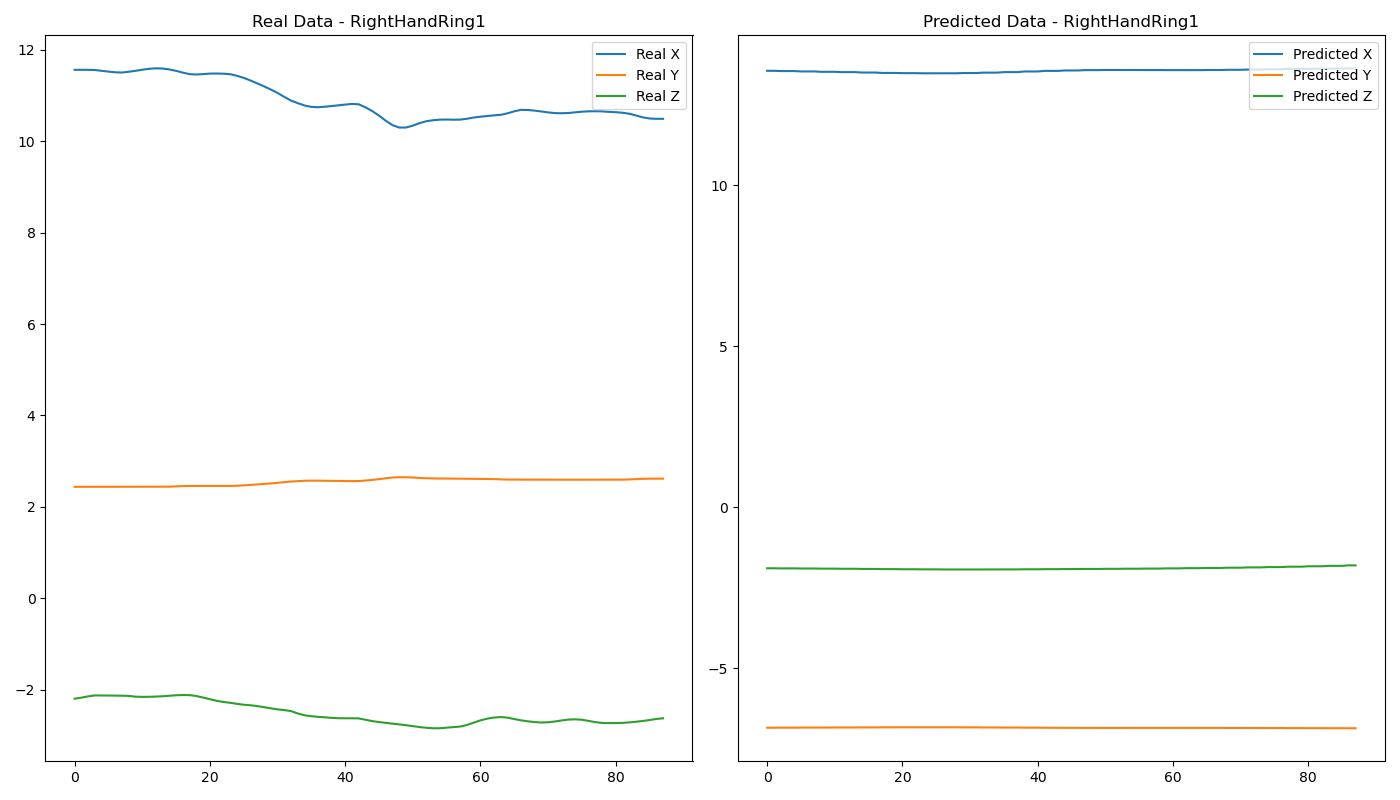 Real Data - RightHandRing1
12
10
8
6
4
2
0
−2
0 20 40 60 80
Real X
Real Y
Real Z
Predicted Data - RightHandRing1
10
5
0
−5
0 20 40 60 80
Predicted X
Predicted Y
Predicted Z